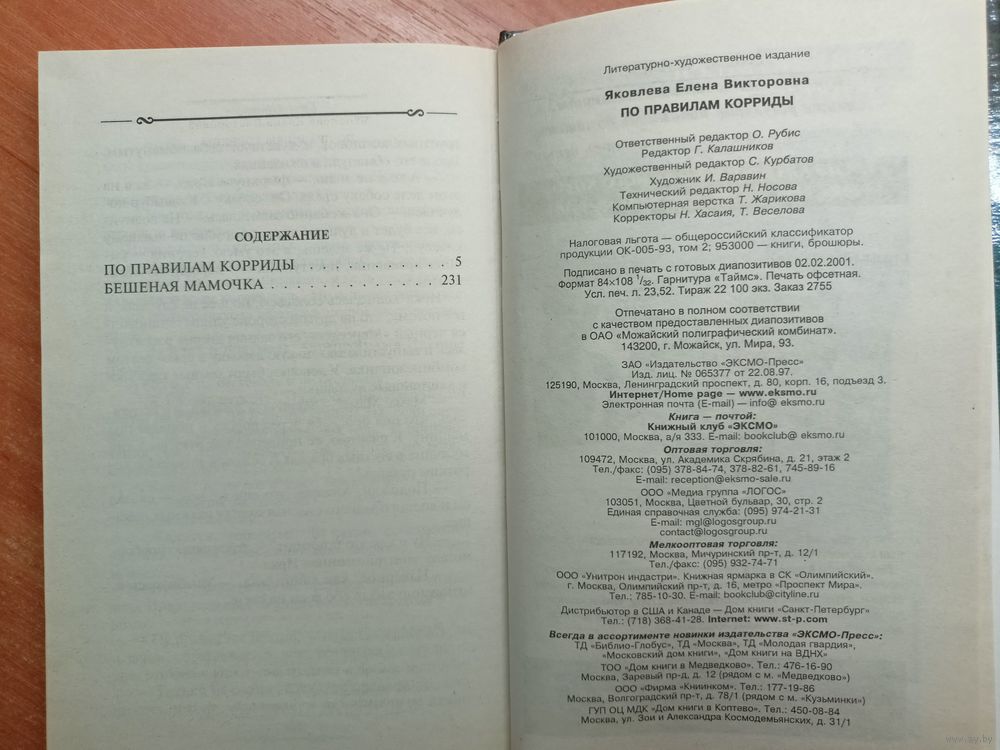 СОДЕРЖАНИЕ
ПО ПРАВИЛАМ КОРРИДЫ . . . . . . . . . . . 5
БЕШЕНАЯ МАМОЧКА . . . . . . . . . . . . . 231
Литературно-художественное издание
Яковлева Елена Викторовна
ПО ПРАВИЛАМ КОРРИДЫ
Ответственный редактор О. Рубис
Редактор Г. Калашников
Художественный редактор С. Курбатов
Художник И. Варавин
Технический редактор Н. Носова
Компьютерная верстка Т. Жарикова
Корректоры Н. Хасаия, Т. Веселова
Налоговая льгота — общероссийский классификатор
продукции ОК-005-93, том 2; 953000 — книги, брошюры.
Подписано в печать с готовых диапозитивов 02.02.2001.
Формат 84×108 1/32. Гарнитура «Таймс». Печать офсетная.
Усл. печ. л. 23,52. Тираж 22 100 экз. Заказ 2755
Отпечатано в полном соответствии
с качеством предоставленных диапозитивов
в ОАО «Можайский полиграфический комбинат».
143200, г. Можайск, ул. Мира, 93.
ЗАО «Издательство «ЭКСМО-Пресс»
Изд. лиц. № 065377 от 22.08.97.
125190, Москва, Ленинградский проспект, д. 80, корп. 16, подъезд 3.
Интернет/Home page — www.eksmo.ru
Электронная почта (E-mail) — info@ eksmo.ru
Книга — почтой:
Книжный клуб «ЭКСМО»
101000, Москва, а/я 333. E-mail: bookclub@ eksmo.ru
Оптовая торговля:
109472, Москва, ул. Академика Скрябина, д. 21, этаж 2
Тел./факс: (095) 378-84-74, 378-82-61, 745-89-16
E-mail: reception@eksmo-sale.ru
ООО «Медиа группа «ЛОГОС»
103051, Москва, Цветной бульвар, 30, стр. 2
Единая справочная служба: (095) 974-21-31
E-mail: mgl@logosgroup.ru
contact@logosgroup.ru
Мелкооптовая торговля:
117192, Москва, Мичуринский пр-т, д. 12/1
Тел./факс: (095) 932-74-71
ООО «Унитрон индастри». Книжная ярмарка в СК «Олимпийский».
г. Москва, Олимпийский пр-т, д. 16, метро «Проспект Мира».
Тел.: 785-10-30. E-mail: bookclub@cityline.ru
Дистрибьютор в США и Канаде — Дом книги «Санкт-Петербург»
Тел.: (718) 368-41-28. Internet: www.st-p.com
Всегда в ассортименте новинки издательства «ЭКСМО-Пресс»:
ТД «Библио-Глобус», ТД «Москва», ТД «Молодая гвардия»,
«Московский дом книги», «Дом книги на ВДНХ»
ТОО «Дом книги в Медведково». Тел.: 476-16-90
Москва, Заревый пр-д, д. 12 (рядом с м. «Медведково»)
ООО «Фирма «Книинком». Тел.: 177-19-86
Москва, Волгоградский пр-т, д. 78/1 (рядом с м. «Кузьминки»)
ГУП ОЦ МДК «Дом книги в Коптево». Тел.: 450-08-84
Москва, ул. Зои и Александра Космодемьянских, д. 31/1
www.ay.by